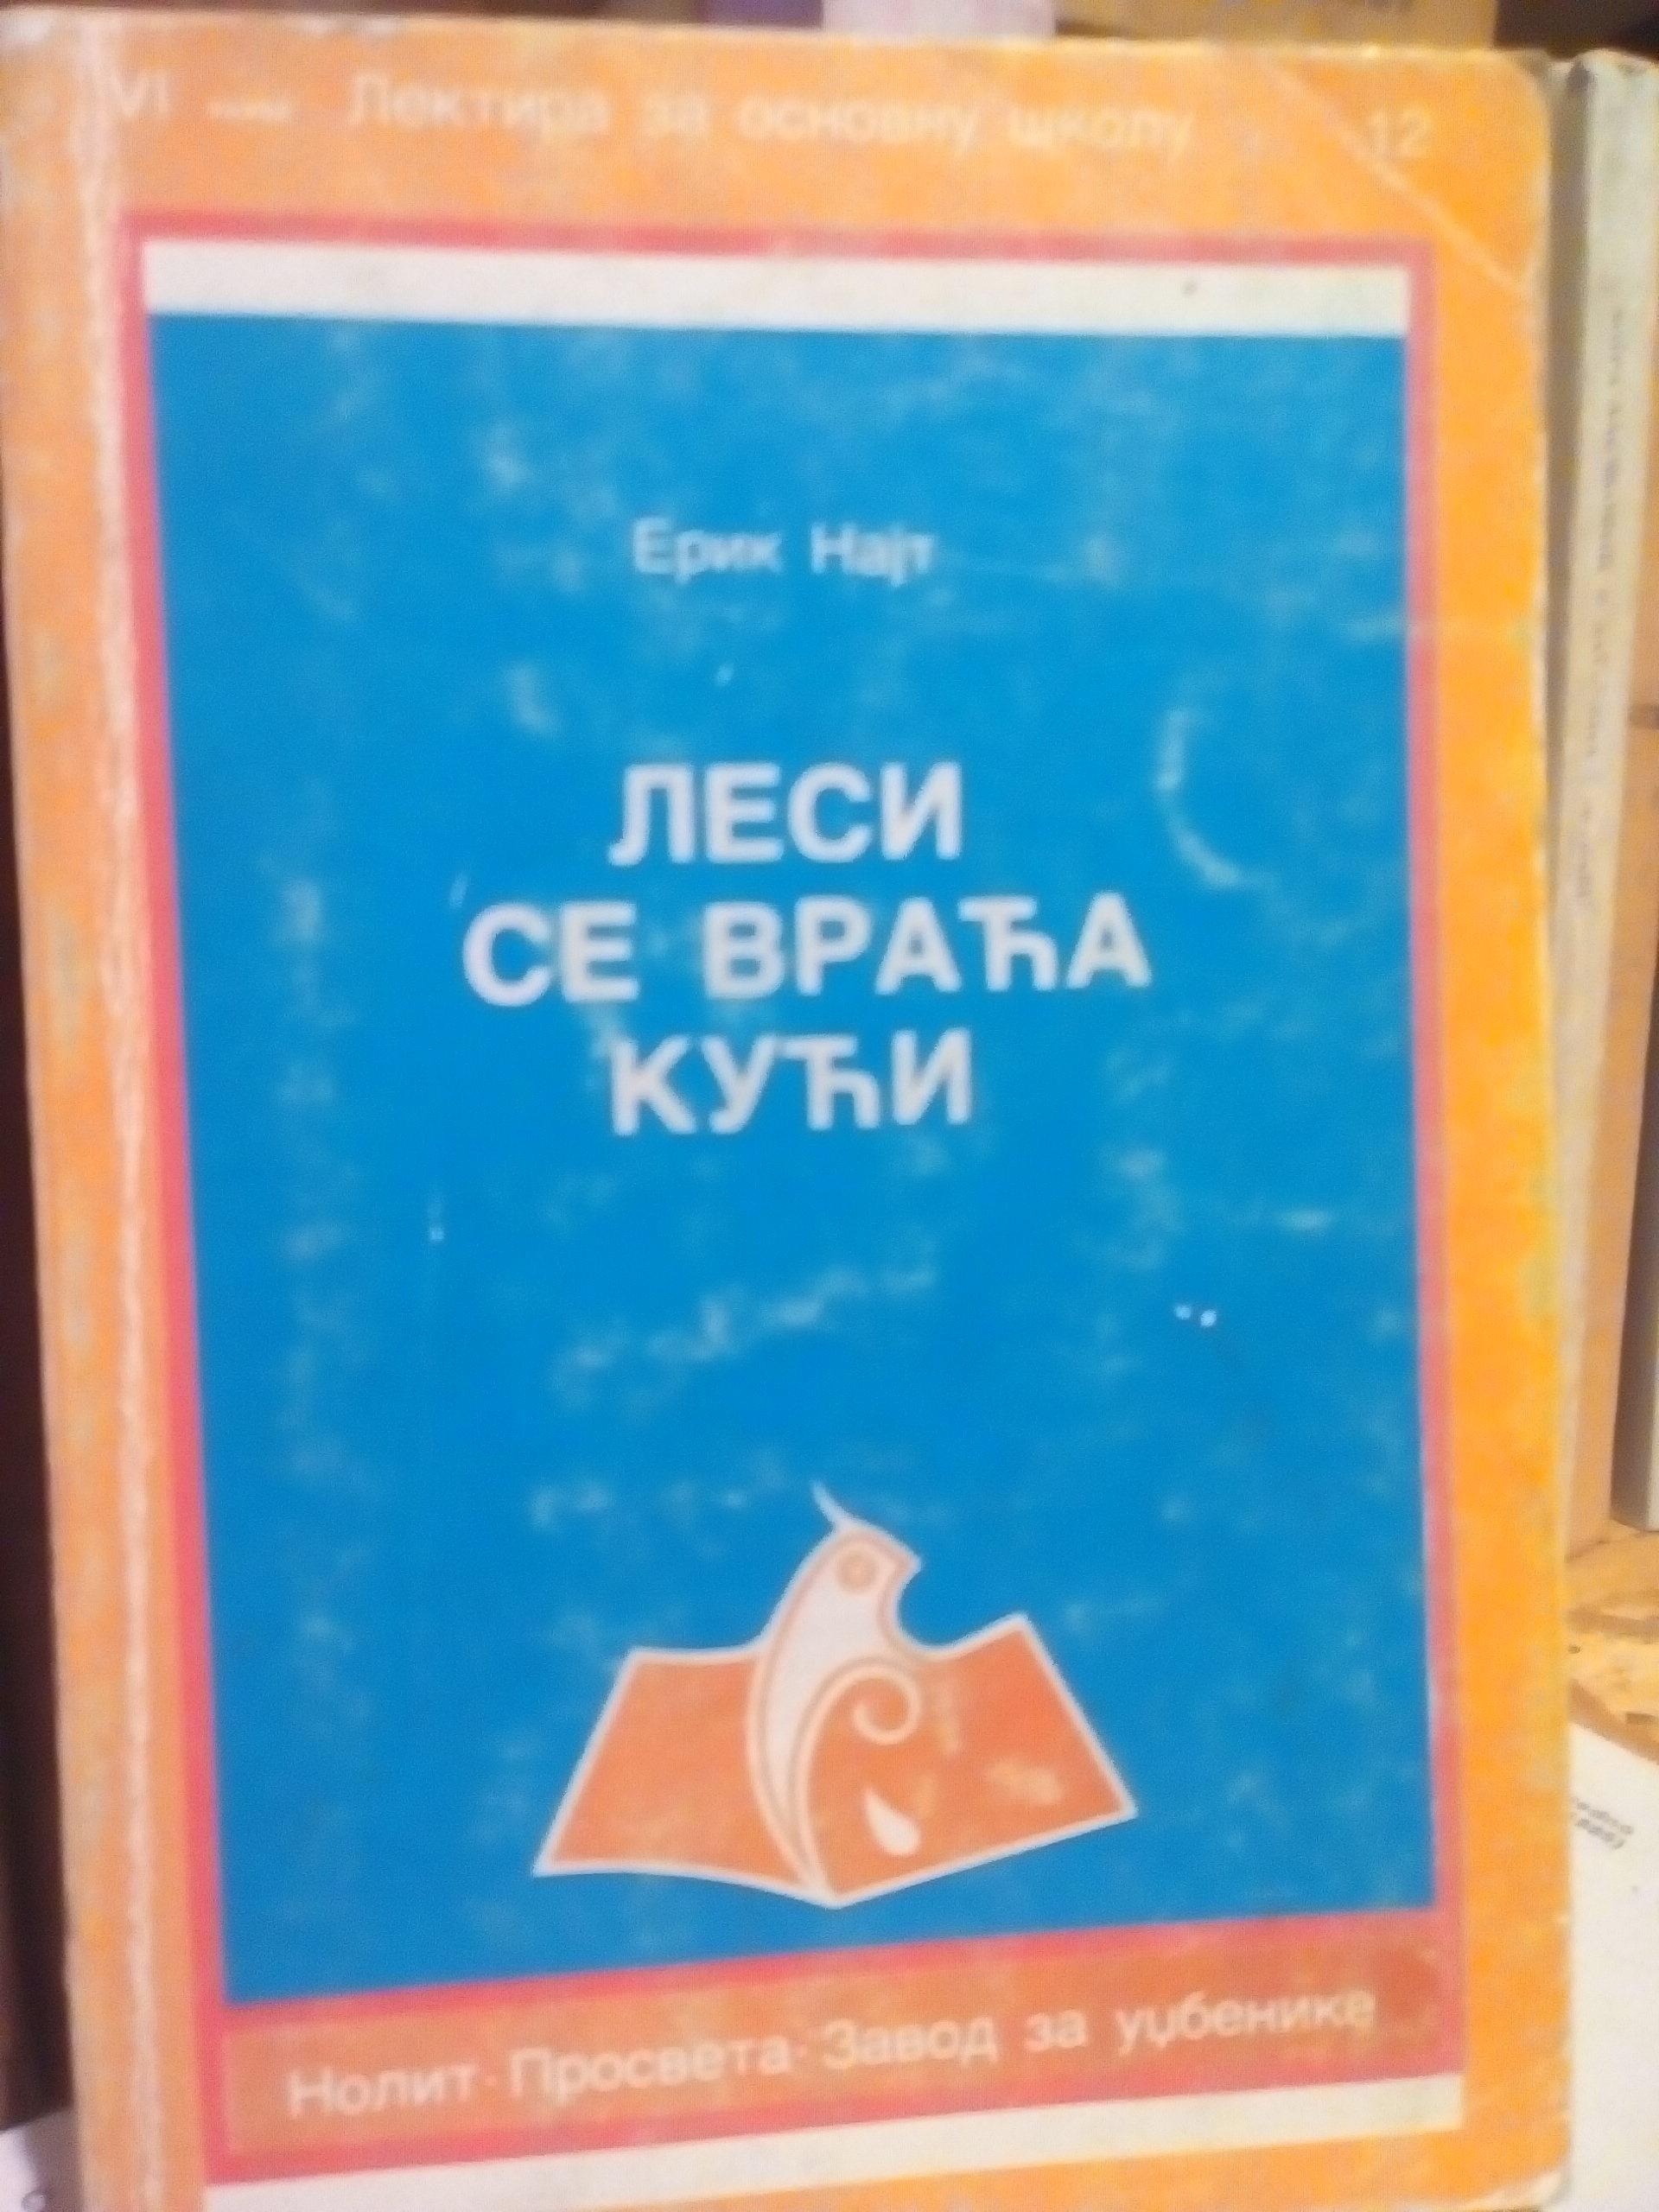 VI Лектира за основну школу 12
Ерик Најт
ЛЕСИ
СЕ ВРАЋА
КУЋИ
Нолит · Просвета · Завод за уџбенике